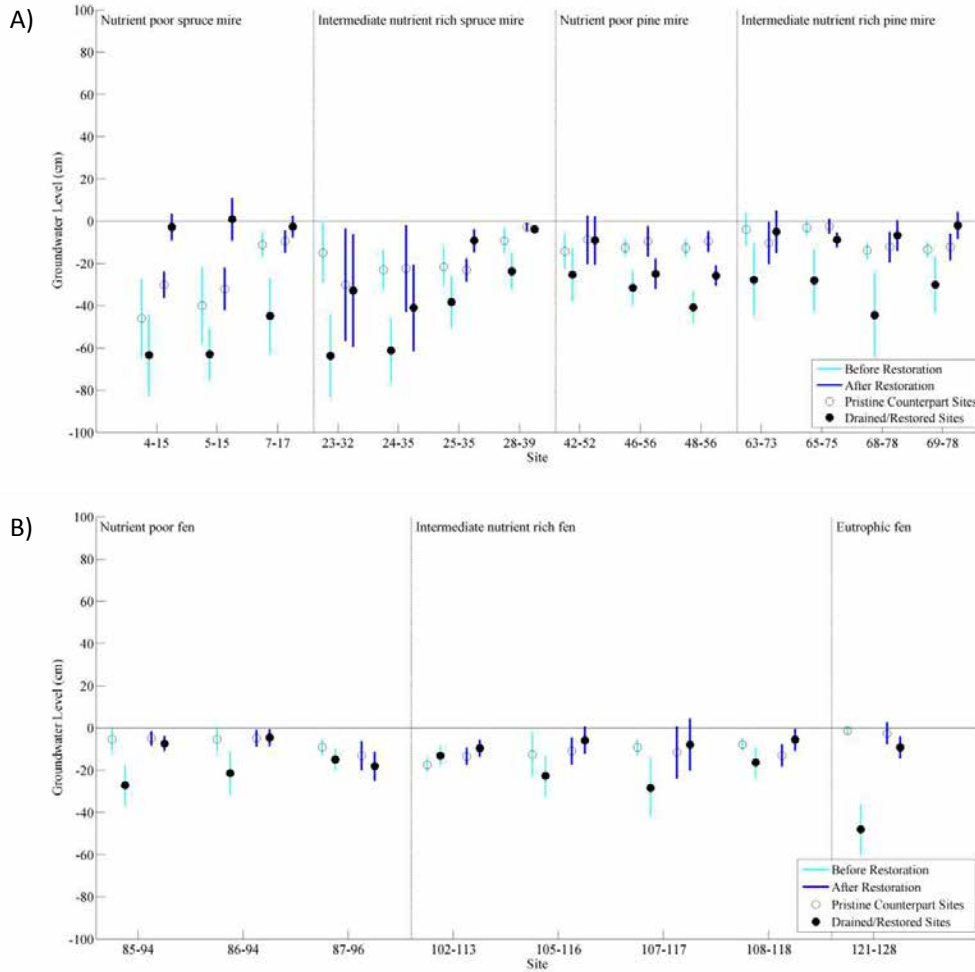 A)
Nutrient poor spruce mire
Intermediate nutrient rich spruce mire
Nutrient poor pine mire
Intermediate nutrient rich pine mire
100
80
60
40
20
0
-20
-40
-60
-80
-100
Groundwater Level (cm)
4-15 5-15 7-17 23-32 24-35 25-35 28-39 42-52 46-56 48-56 63-73 65-75 68-78 69-78
Site
Before Restoration
After Restoration
Pristine Counterpart Sites
Drained/Restored Sites
B)
Nutrient poor fen
Intermediate nutrient rich fen
Eutrophic fen
100
80
60
40
20
0
-20
-40
-60
-80
-100
Groundwater Level (cm)
85-94 86-94 87-96 102-113 105-116 107-117 108-118 121-128
Site
Before Restoration
After Restoration
Pristine Counterpart Sites
Drained/Restored Sites